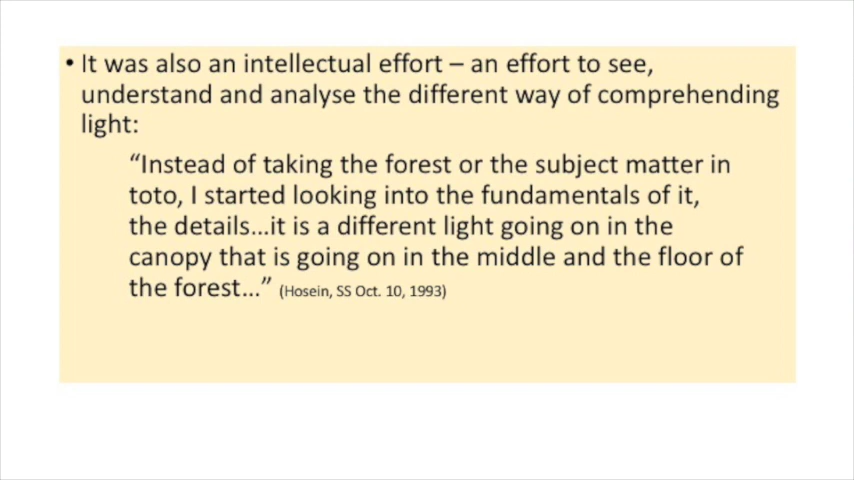 • It was also an intellectual effort – an effort to see,
understand and analyse the different way of comprehending
light:
“Instead of taking the forest or the subject matter in
toto, I started looking into the fundamentals of it,
the details…it is a different light going on in the
canopy that is going on in the middle and the floor of
the forest…” (Hosein, SS Oct. 10, 1993)